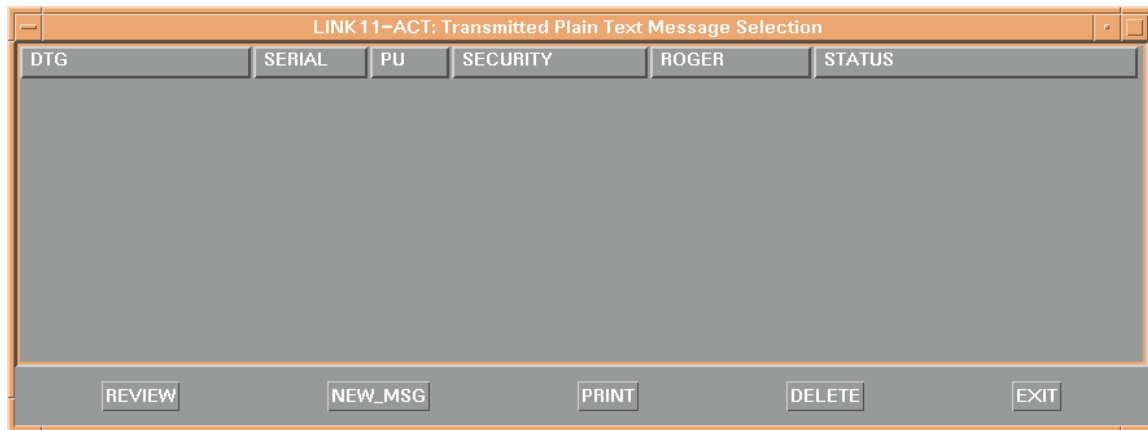 LINK11-ACT: Transmitted Plain Text Message Selection
DTG SERIAL PU SECURITY ROGER STATUS
REVIEW NEW_MSG PRINT DELETE EXIT